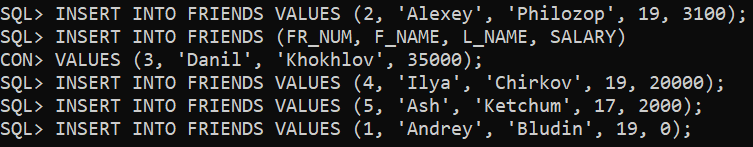 SQL> INSERT INTO FRIENDS VALUES (2, 'Alexey', 'Philozop', 19, 3100);
SQL> INSERT INTO FRIENDS (FR_NUM, F_NAME, L_NAME, SALARY)
CON> VALUES (3, 'Danil', 'Khokhlov', 35000);
SQL> INSERT INTO FRIENDS VALUES (4, 'Ilya', 'Chirkov', 19, 20000);
SQL> INSERT INTO FRIENDS VALUES (5, 'Ash', 'Ketchum', 17, 2000);
SQL> INSERT INTO FRIENDS VALUES (1, 'Andrey', 'Bludin', 19, 0);